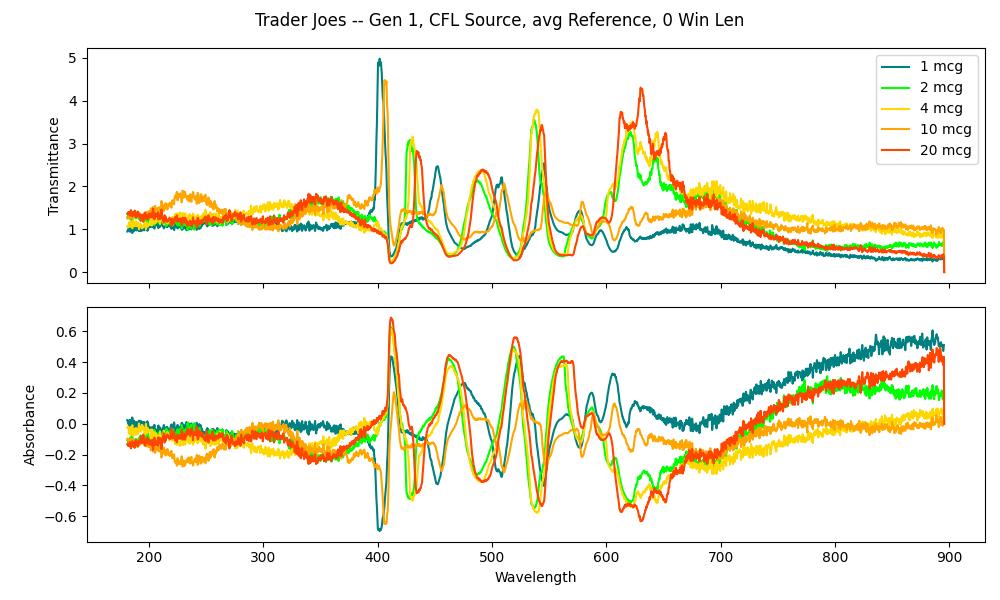 Trader Joes -- Gen 1, CFL Source, avg Reference, 0 Win Len
5
4
3
2
1
0
Transmittance
1 mcg
2 mcg
4 mcg
10 mcg
20 mcg
0.6
0.4
0.2
0.0
−0.2
−0.4
−0.6
Absorbance
200 300 400 500 600 700 800 900
Wavelength